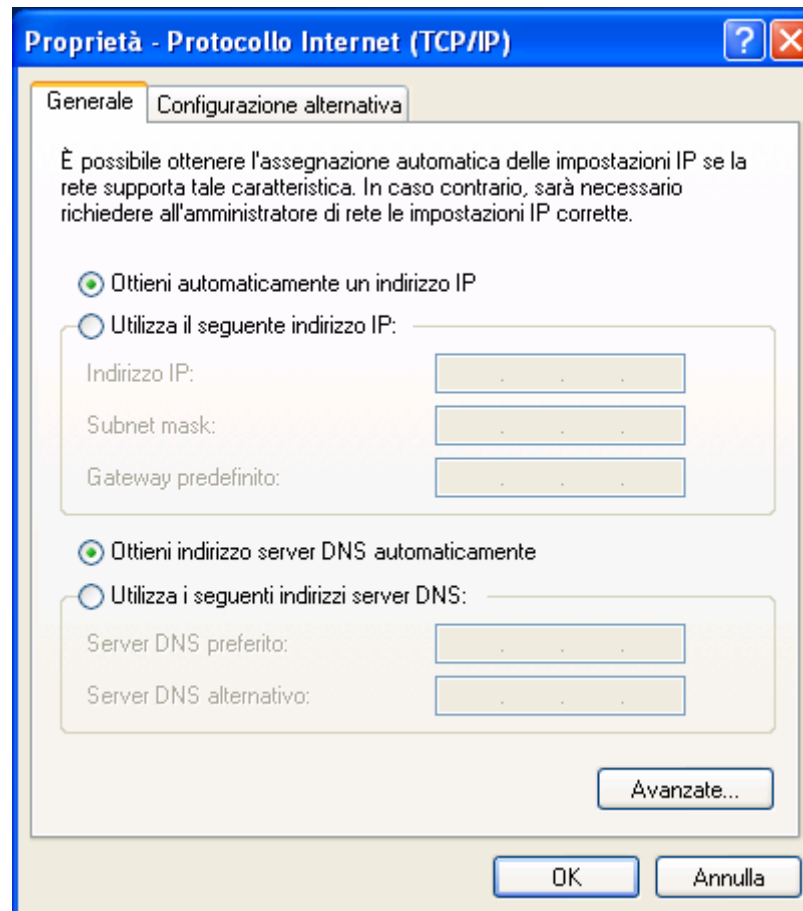 Proprietà - Protocollo Internet (TCP/IP)
Generale
Configurazione alternativa
È possibile ottenere l'assegnazione automatica delle impostazioni IP se la
rete supporta tale caratteristica. In caso contrario, sarà necessario
richiedere all'amministratore di rete le impostazioni IP corrette.
Ottieni automaticamente un indirizzo IP
Utilizza il seguente indirizzo IP:
Indirizzo IP:
Subnet mask:
Gateway predefinito:
Ottieni indirizzo server DNS automaticamente
Utilizza i seguenti indirizzi server DNS:
Server DNS preferito:
Server DNS alternativo:
Avanzate...
OK
Annulla